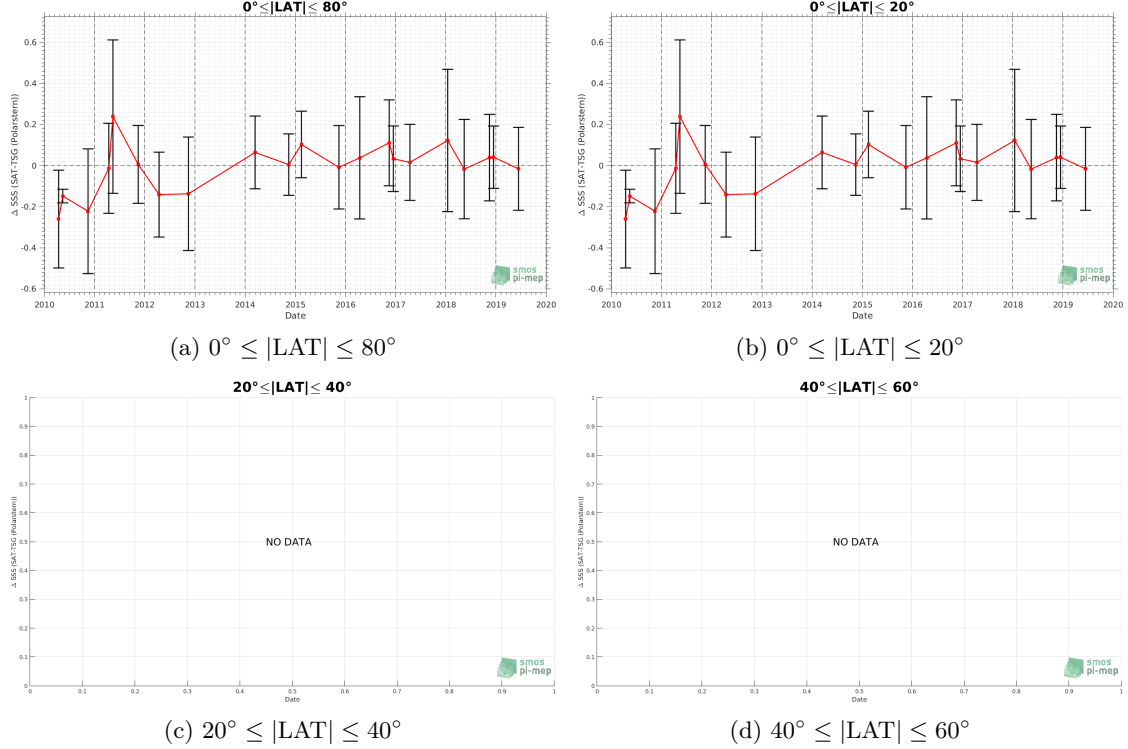 0°≤|LAT|≤ 80°
Δ SSS (SAT-TSG (Polarstern))
0.6
0.4
0.2
0
-0.2
-0.4
-0.6
2010 2011 2012 2013 2014 2015 2016 2017 2018 2019 2020
Date
smos
pi-mep
(a) 0° ≤ |LAT| ≤ 80°
0°≤|LAT|≤ 20°
Δ SSS (SAT-TSG (Polarstern))
0.6
0.4
0.2
0
-0.2
-0.4
-0.6
2010 2011 2012 2013 2014 2015 2016 2017 2018 2019 2020
Date
smos
pi-mep
(b) 0° ≤ |LAT| ≤ 20°
20°≤|LAT|≤ 40°
Δ SSS (SAT-TSG (Polarstern))
1
0.9
0.8
0.7
0.6
0.5
0.4
0.3
0.2
0.1
0
NO DATA
0 0.1 0.2 0.3 0.4 0.5 0.6 0.7 0.8 0.9 1
Date
smos
pi-mep
(c) 20° ≤ |LAT| ≤ 40°
40°≤|LAT|≤ 60°
Δ SSS (SAT-TSG (Polarstern))
1
0.9
0.8
0.7
0.6
0.5
0.4
0.3
0.2
0.1
0
NO DATA
0 0.1 0.2 0.3 0.4 0.5 0.6 0.7 0.8 0.9 1
Date
smos
pi-mep
(d) 40° ≤ |LAT| ≤ 60°